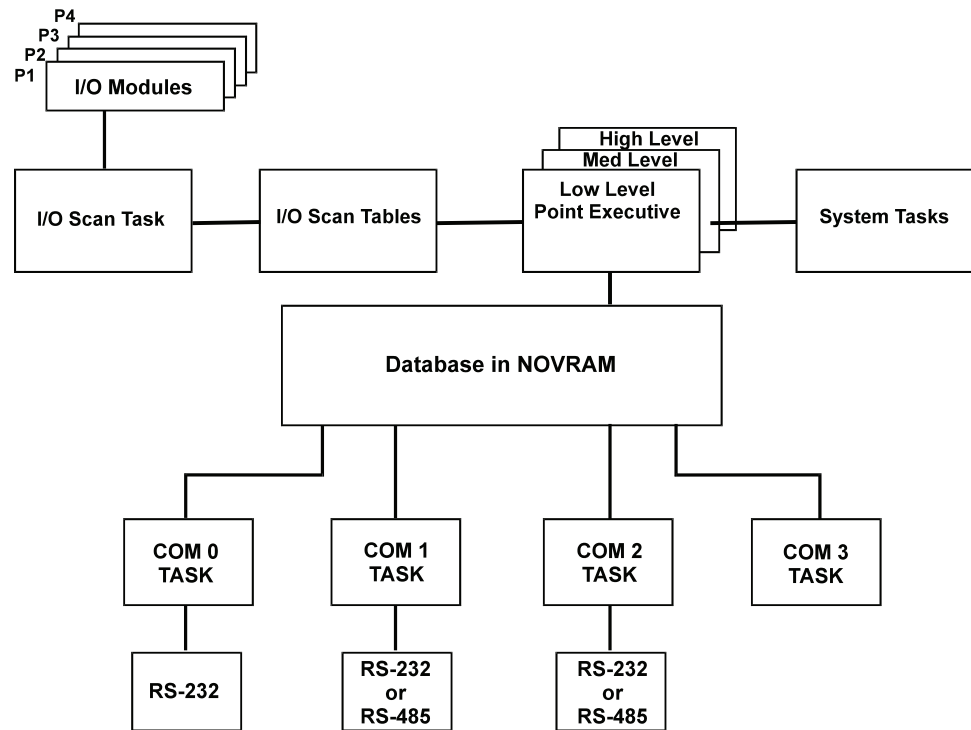 P4
P3
P2
P1
I/O Modules
High Level
Med Level
Low Level
Point Executive
I/O Scan Task
I/O Scan Tables
System Tasks
Database in NOVRAM
COM 0
TASK
COM 1
TASK
COM 2
TASK
COM 3
TASK
RS-232
RS-232
or
RS-485
RS-232
or
RS-485